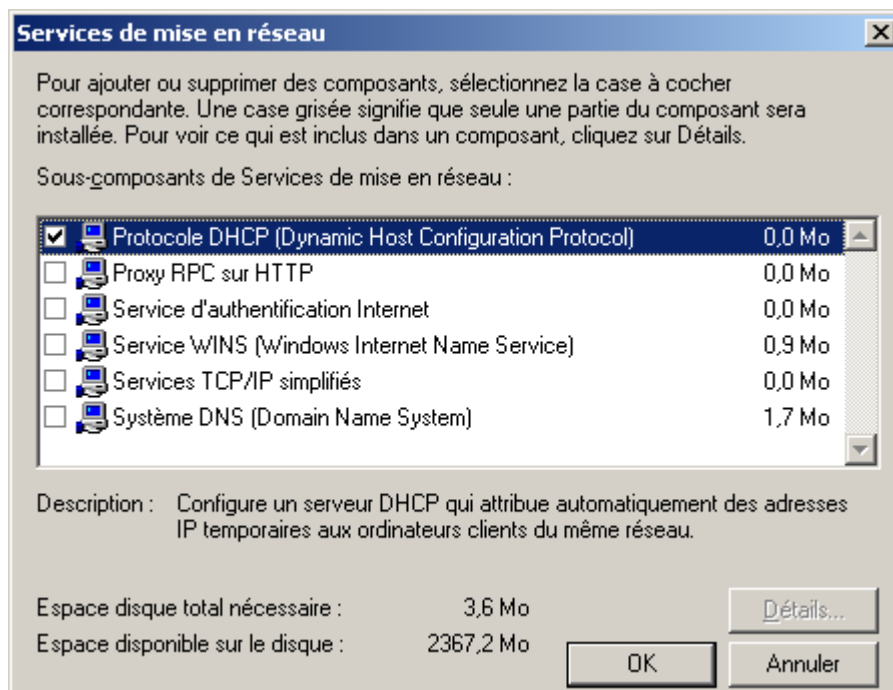 Services de mise en réseau
Pour ajouter ou supprimer des composants, sélectionnez la case à cocher
correspondante. Une case grisée signifie que seule une partie du composant sera
installée. Pour voir ce qui est inclus dans un composant, cliquez sur Détails.
Sous-composants de Services de mise en réseau :
Protocole DHCP (Dynamic Host Configuration Protocol) 0,0 Mo
Proxy RPC sur HTTP 0,0 Mo
Service d'authentification Internet 0,0 Mo
Service WINS (Windows Internet Name Service) 0,9 Mo
Services TCP/IP simplifiés 0,0 Mo
Système DNS (Domain Name System) 1,7 Mo
Description : Configure un serveur DHCP qui attribue automatiquement des adresses
IP temporaires aux ordinateurs clients du même réseau.
Espace disque total nécessaire : 3,6 Mo
Détails...
Espace disponible sur le disque : 2367,2 Mo
OK Annuler